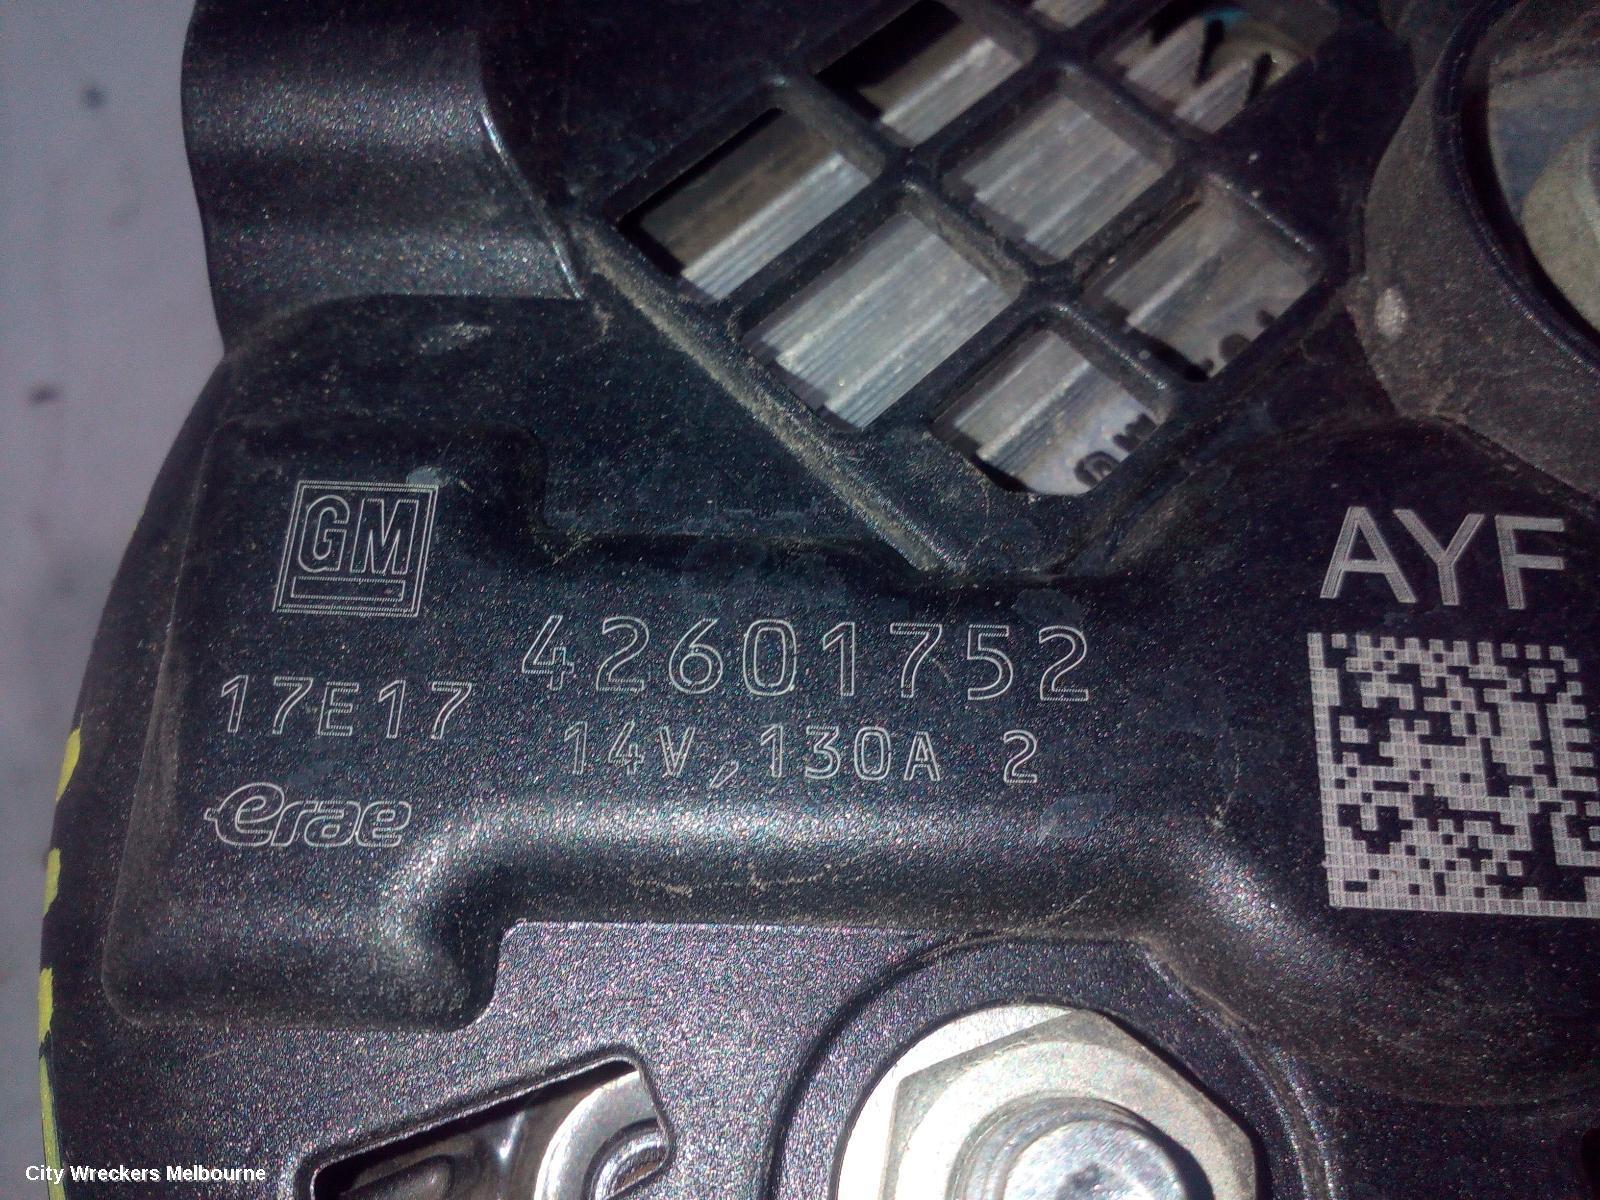 GM
AYF
42601752
17E17
14V, 130A 2
erae
City Wreckers Melbourne